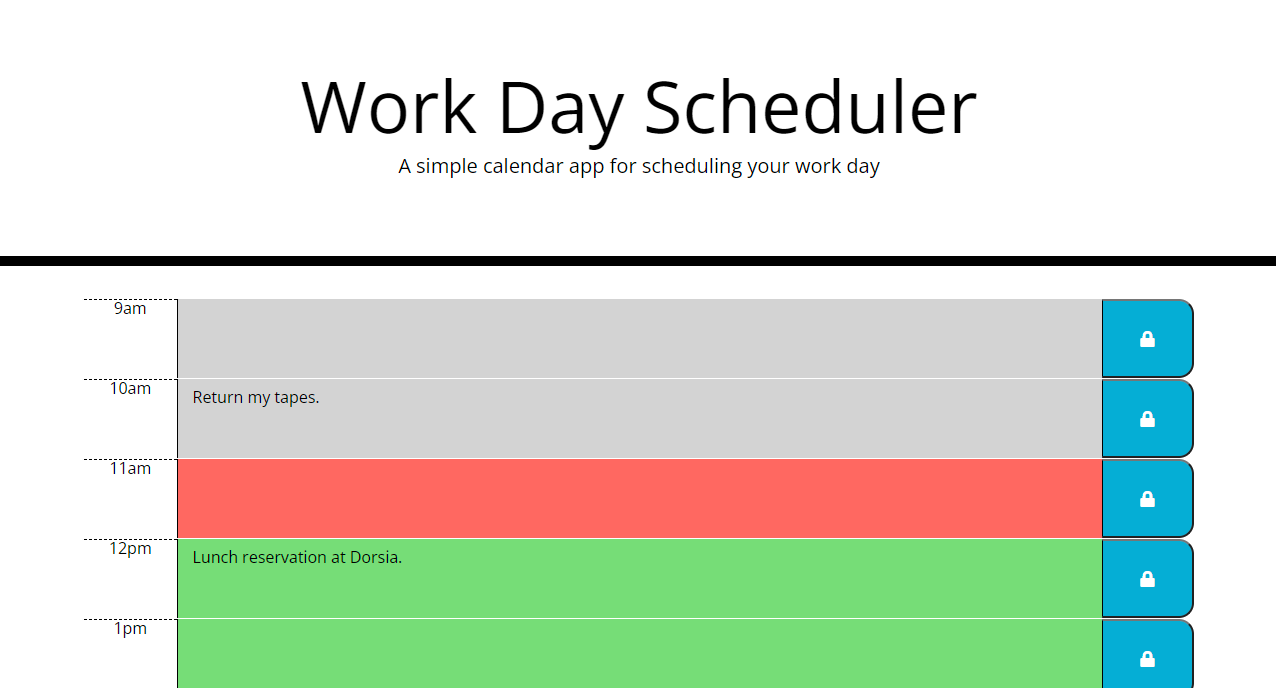 Work Day Scheduler
A simple calendar app for scheduling your work day
9am
10am
Return my tapes.
11am
12pm
Lunch reservation at Dorsia.
1pm